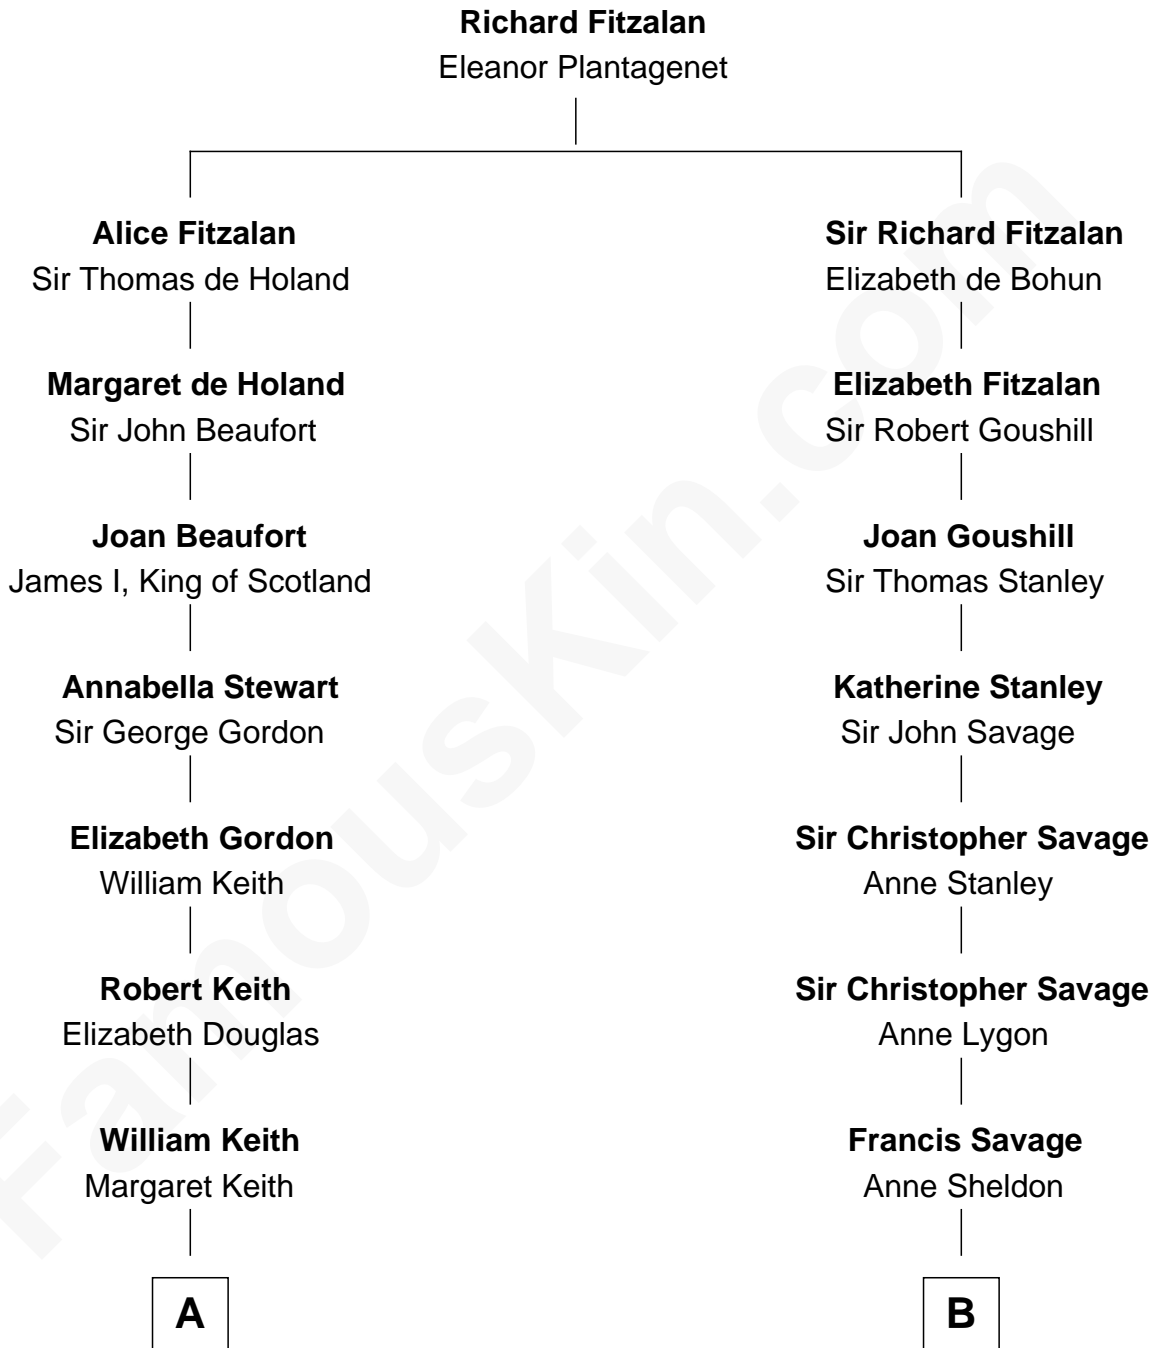 Richard Fitzalan
Eleanor Plantagenet
Alice Fitzalan
Sir Thomas de Holand
Sir Richard Fitzalan
Elizabeth de Bohun
Margaret de Holand
Sir John Beaufort
Elizabeth Fitzalan
Sir Robert Goushill
Joan Beaufort
James I, King of Scotland
Joan Goushill
Sir Thomas Stanley
Annabella Stewart
Sir George Gordon
Katherine Stanley
Sir John Savage
Elizabeth Gordon
William Keith
Sir Christopher Savage
Anne Stanley
Robert Keith
Elizabeth Douglas
Sir Christopher Savage
Anne Lygon
William Keith
Margaret Keith
Francis Savage
Anne Sheldon
A
B
FamousKin.com